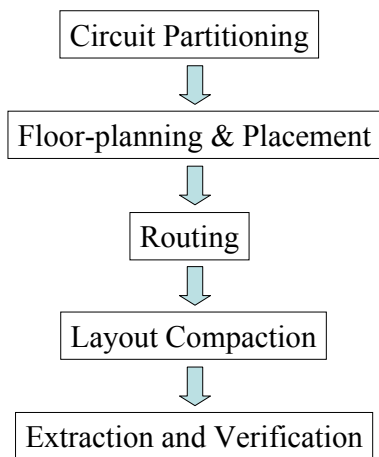 Circuit Partitioning
Floor-planning & Placement
Routing
Layout Compaction
Extraction and Verification